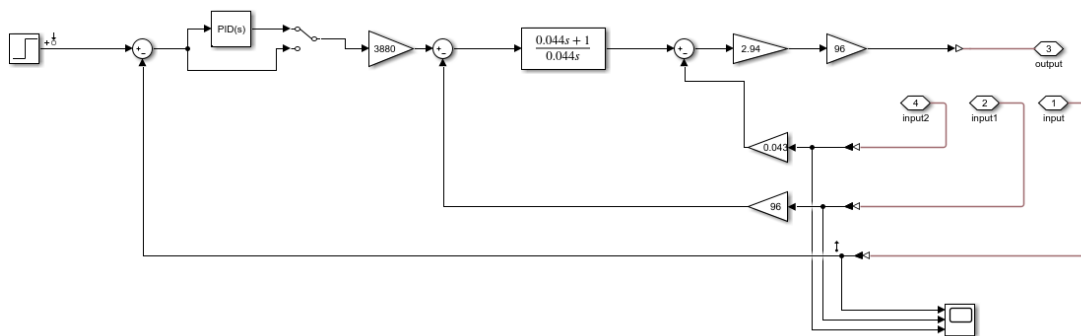 PID(s)
3880
0.044s + 1
0.044s
2.94
96
3
output
4
input2
2
input1
1
input
0.043
96